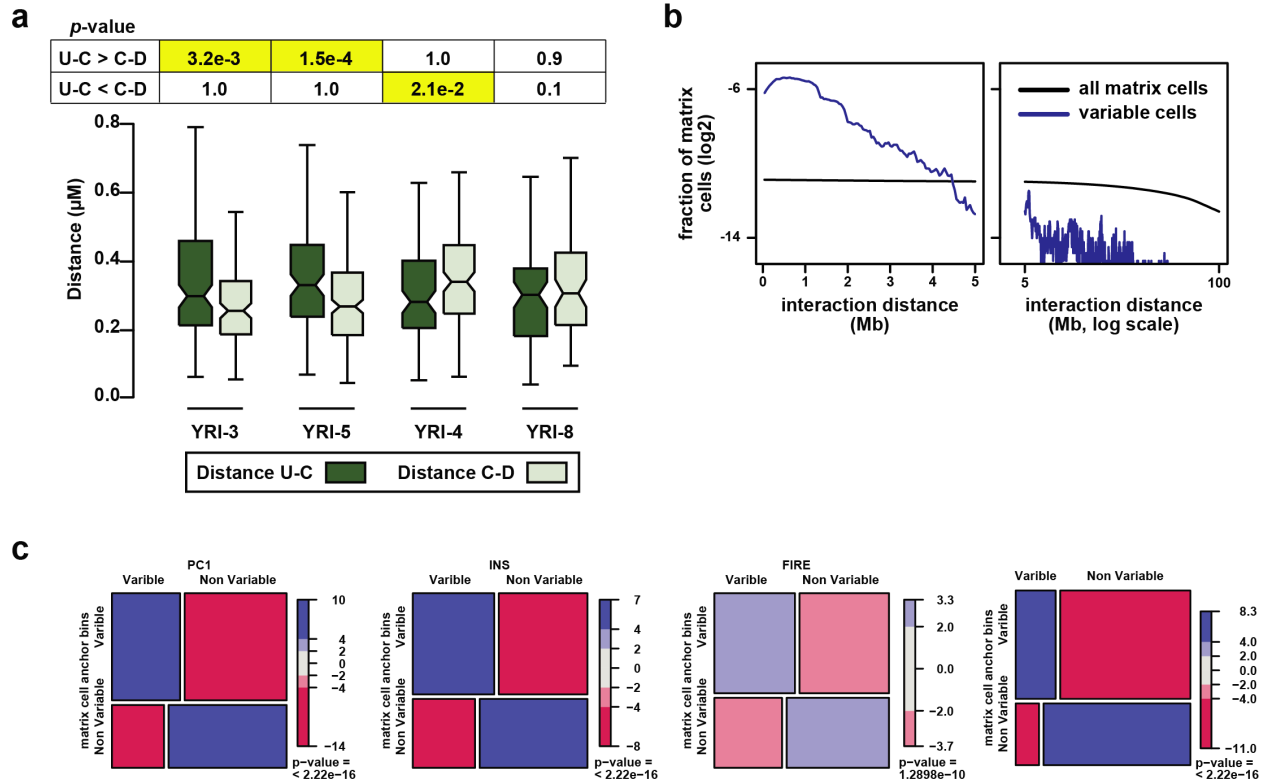 a
p-value
U-C > C-D 3.2e-3 1.5e-4 1.0 0.9
U-C < C-D 1.0 1.0 2.1e-2 0.1
Distance (µM)
0.8
0.6
0.4
0.2
0.0
YRI-3 YRI-5 YRI-4 YRI-8
Distance U-C Distance C-D
b
fraction of matrix
cells (log2)
-6
-14
0 1 2 3 4 5
interaction distance
(Mb)
all matrix cells
variable cells
5 100
interaction distance
(Mb, log scale)
c
PC1
Varible Non Variable
matrix cell anchor bins
Non Variable Varible
10
4
2
0
−2
−4
−14
p−value =
< 2.22e−16
INS
Varible Non Variable
matrix cell anchor bins
Non Variable Varible
7
4
2
0
−2
−4
−8
p−value =
< 2.22e−16
FIRE
Varible Non Variable
matrix cell anchor bins
Non Variable Varible
3.3
2.0
0.0
−2.0
−3.7
p−value =
1.2898e−10
Varible Non Variable
matrix cell anchor bins
Non Variable Varible
8.3
4.0
2.0
0.0
−2.0
−4.0
−11.0
p−value =
< 2.22e−16